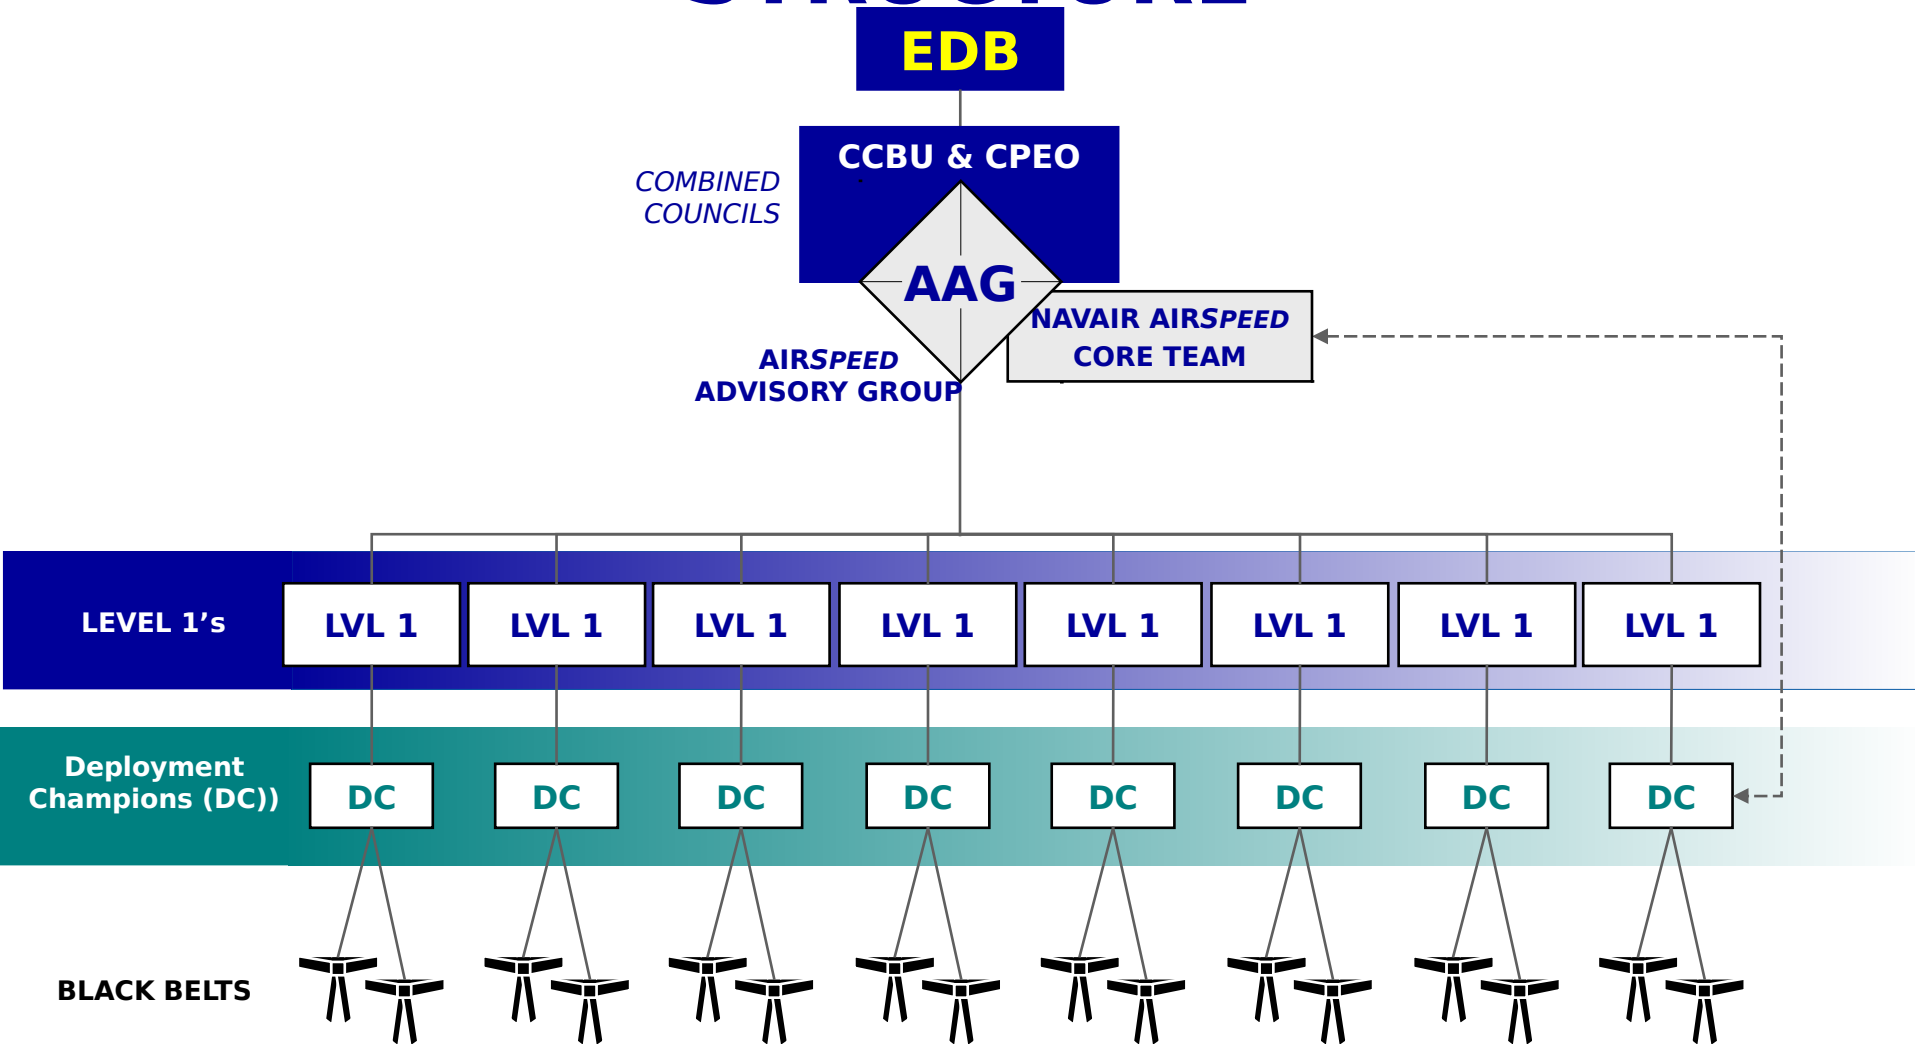 STRUCTURE
EDB
CCBU & CPEO
COMBINED
COUNCILS
AAG
NAVAIR AIRSPEED
CORE TEAM
AIRSPEED
ADVISORY GROUP
LEVEL 1’s
LVL 1
LVL 1
LVL 1
LVL 1
LVL 1
LVL 1
LVL 1
LVL 1
Deployment
Champions (DC))
DC
DC
DC
DC
DC
DC
DC
DC
BLACK BELTS